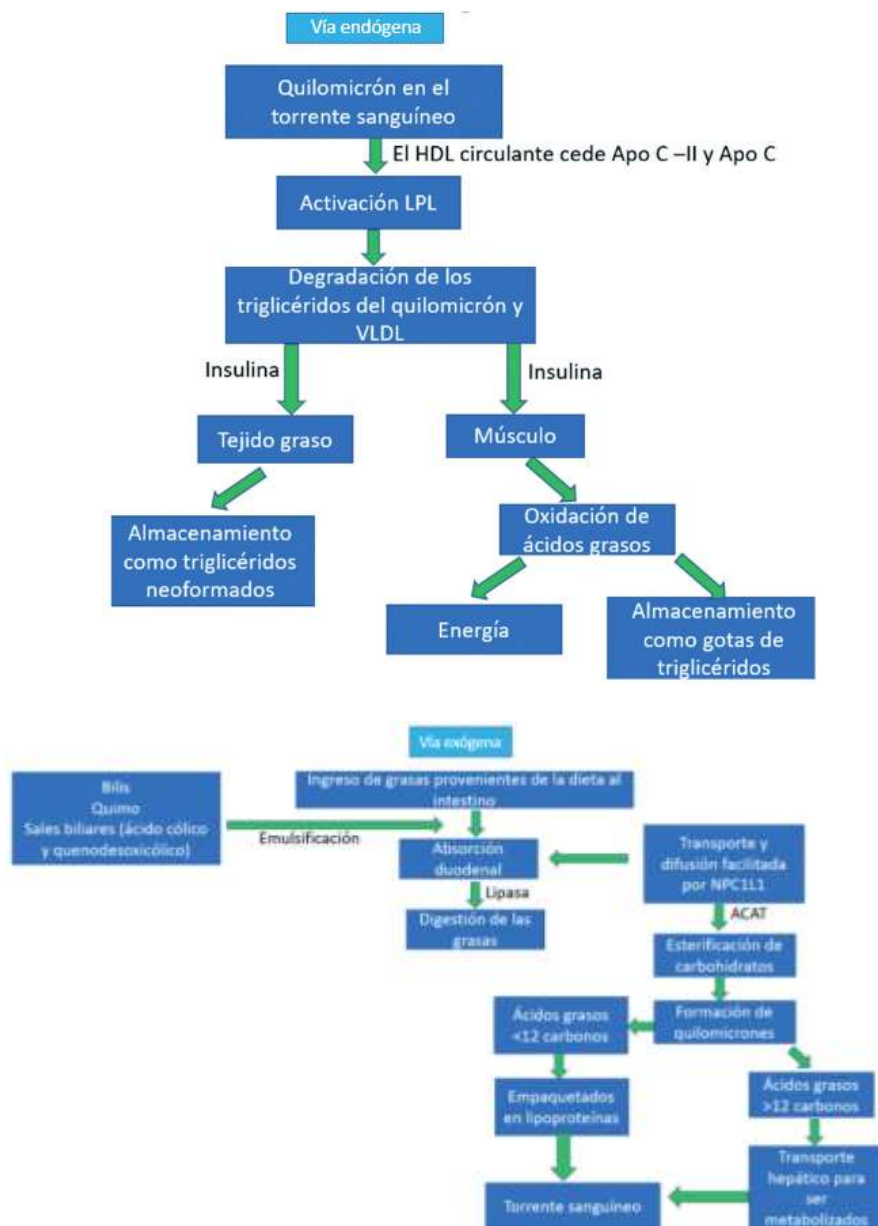 Vía endógena
Quilomicrón en el
torrente sanguíneo
El HDL circulante cede Apo C –II y Apo C
Activación LPL
Degradación de los
triglicéridos del quilomicrón y
VLDL
Insulina
Insulina
Tejido graso
Músculo
Almacenamiento
como triglicéridos
neoformados
Oxidación de
ácidos grasos
Energía
Almacenamiento
como gotas de
triglicéridos
Vía exógena
Bilis
Quimo
Sales biliares (ácido cólico
y quenodesoxicólico)
Emulsificación
Ingreso de grasas provenientes de la dieta al
intestino
Absorción
duodenal
Lipasa
Digestión de las
grasas
Transporte y
difusión facilitada
por NPC1L1
ACAT
Esterificación de
carbohidratos
Formación de
quilomicrones
Ácidos grasos
<12 carbonos
Empaquetados
en lipoproteínas
Ácidos grasos
>12 carbonos
Transporte
hepático para
ser
metabolizados
Torrente sanguíneo